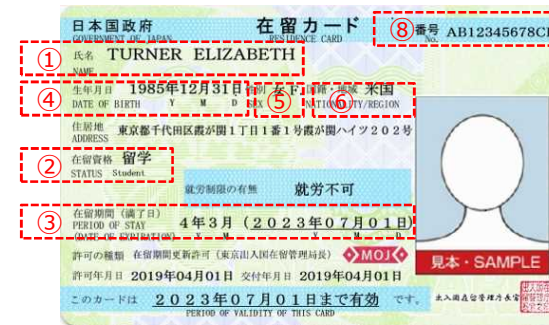 日本国政府 在留カード ⑧ 番号 AB12345678C
GOVERNMENT OF JAPAN RESIDENCE CARD No.
① 氏名 TURNER ELIZABETH
NAME
④ 生年月日 1985年12月31日 性別 女 F. 国籍・地域 米国
DATE OF BIRTH Y M D ⑤ SEX ⑥ NATIONALITY/REGION
住居地 東京都千代田区霞が関1丁目1番1号霞が関ハイツ202号
ADDRESS
② 在留資格 留学
STATUS Student
就労制限の有無 就労不可
③ 在留期間(満了日) 4年3月(2023年07月01日)
PERIOD OF STAY
(DATE OF EXPIRATION) Y M Y M D
許可の種類 在留期間更新許可(東京出入国在留管理局長) MOJ
許可年月日 2019年04月01日 交付年月日 2019年04月01日
見本・SAMPLE
このカードは 2023年07月01日まで有効 です。 出入国在留管理庁長官
PERIOD OF VALIDITY OF THIS CARD